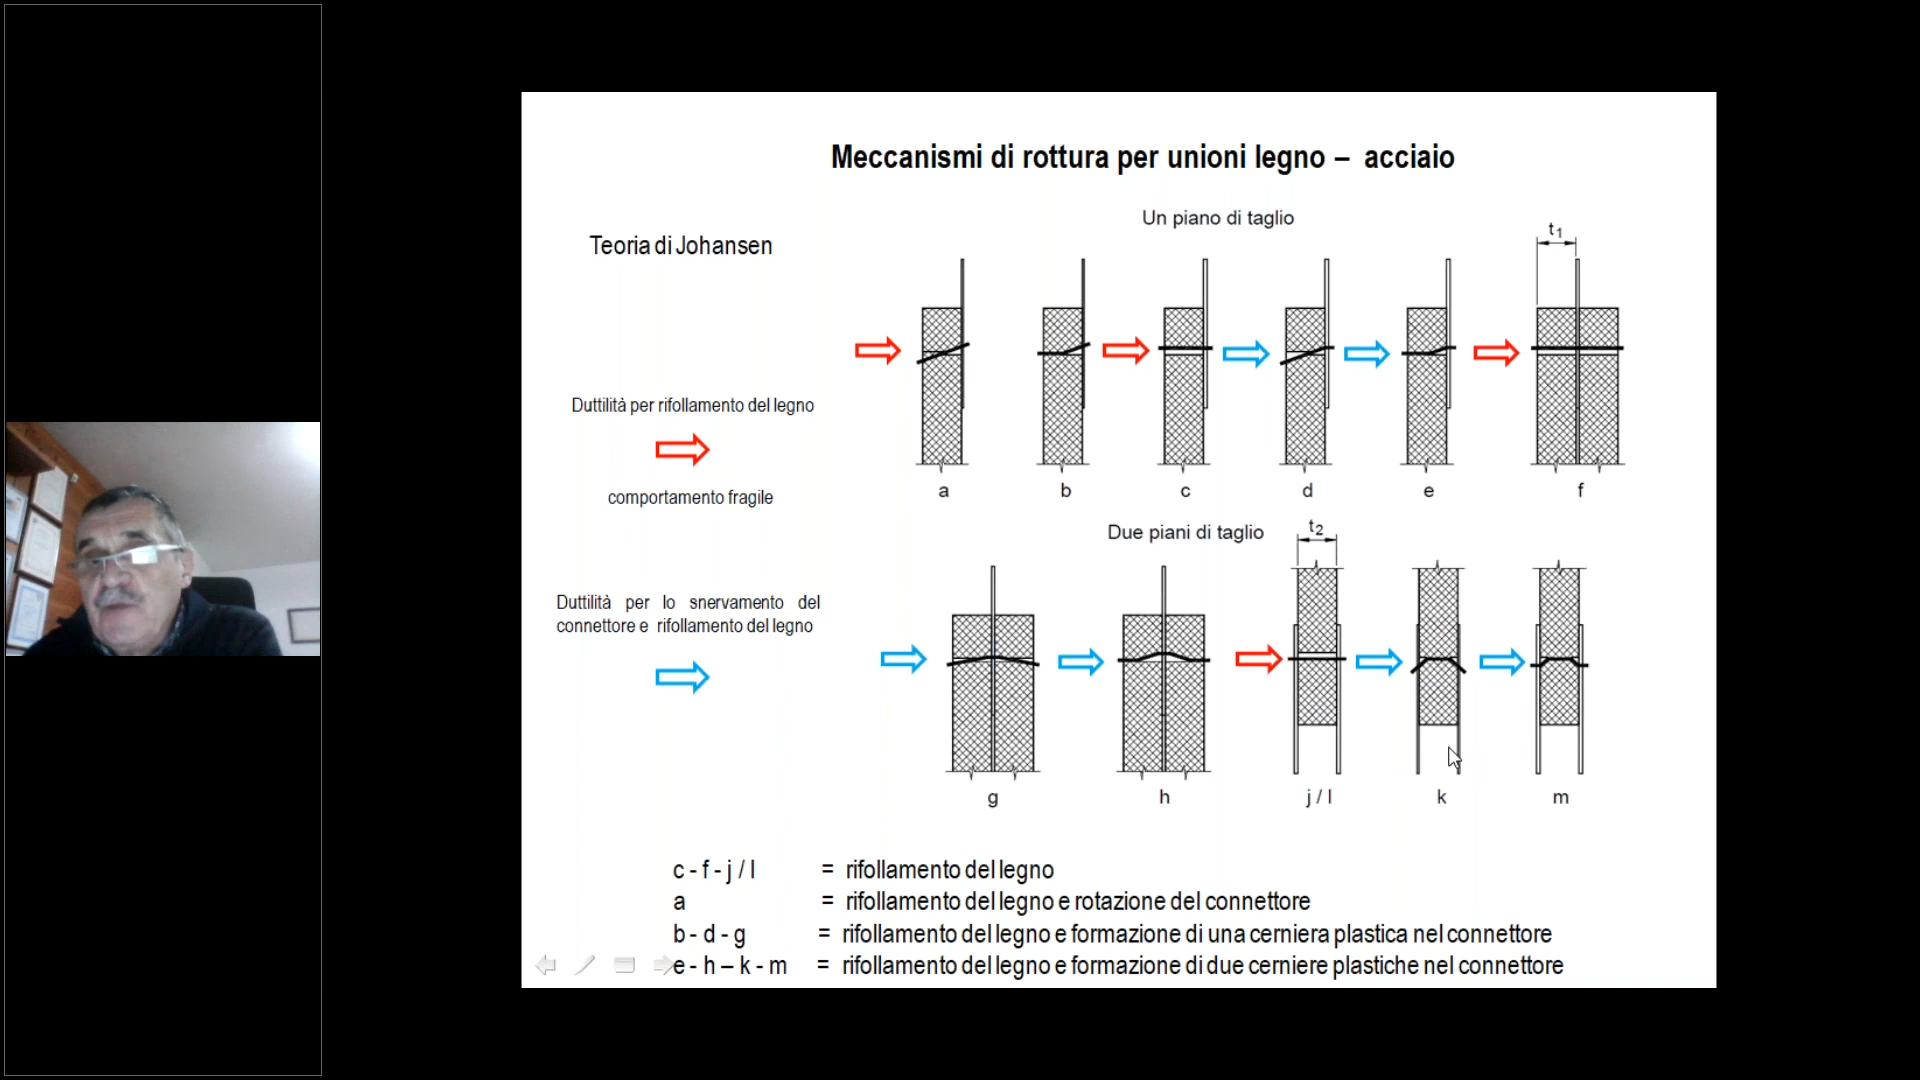 Meccanismi di rottura per unioni legno – acciaio
Un piano di taglio
Teoria di Johansen
t1
Duttilità per rifollamento del legno
comportamento fragile
a b c d e f
Due piani di taglio
t2
Duttilità per lo snervamento del
connettore e rifollamento del legno
g h j / l k m
c - f - j / l = rifollamento del legno
a = rifollamento del legno e rotazione del connettore
b - d - g = rifollamento del legno e formazione di una cerniera plastica nel connettore
e - h – k - m = rifollamento del legno e formazione di due cerniere plastiche nel connettore